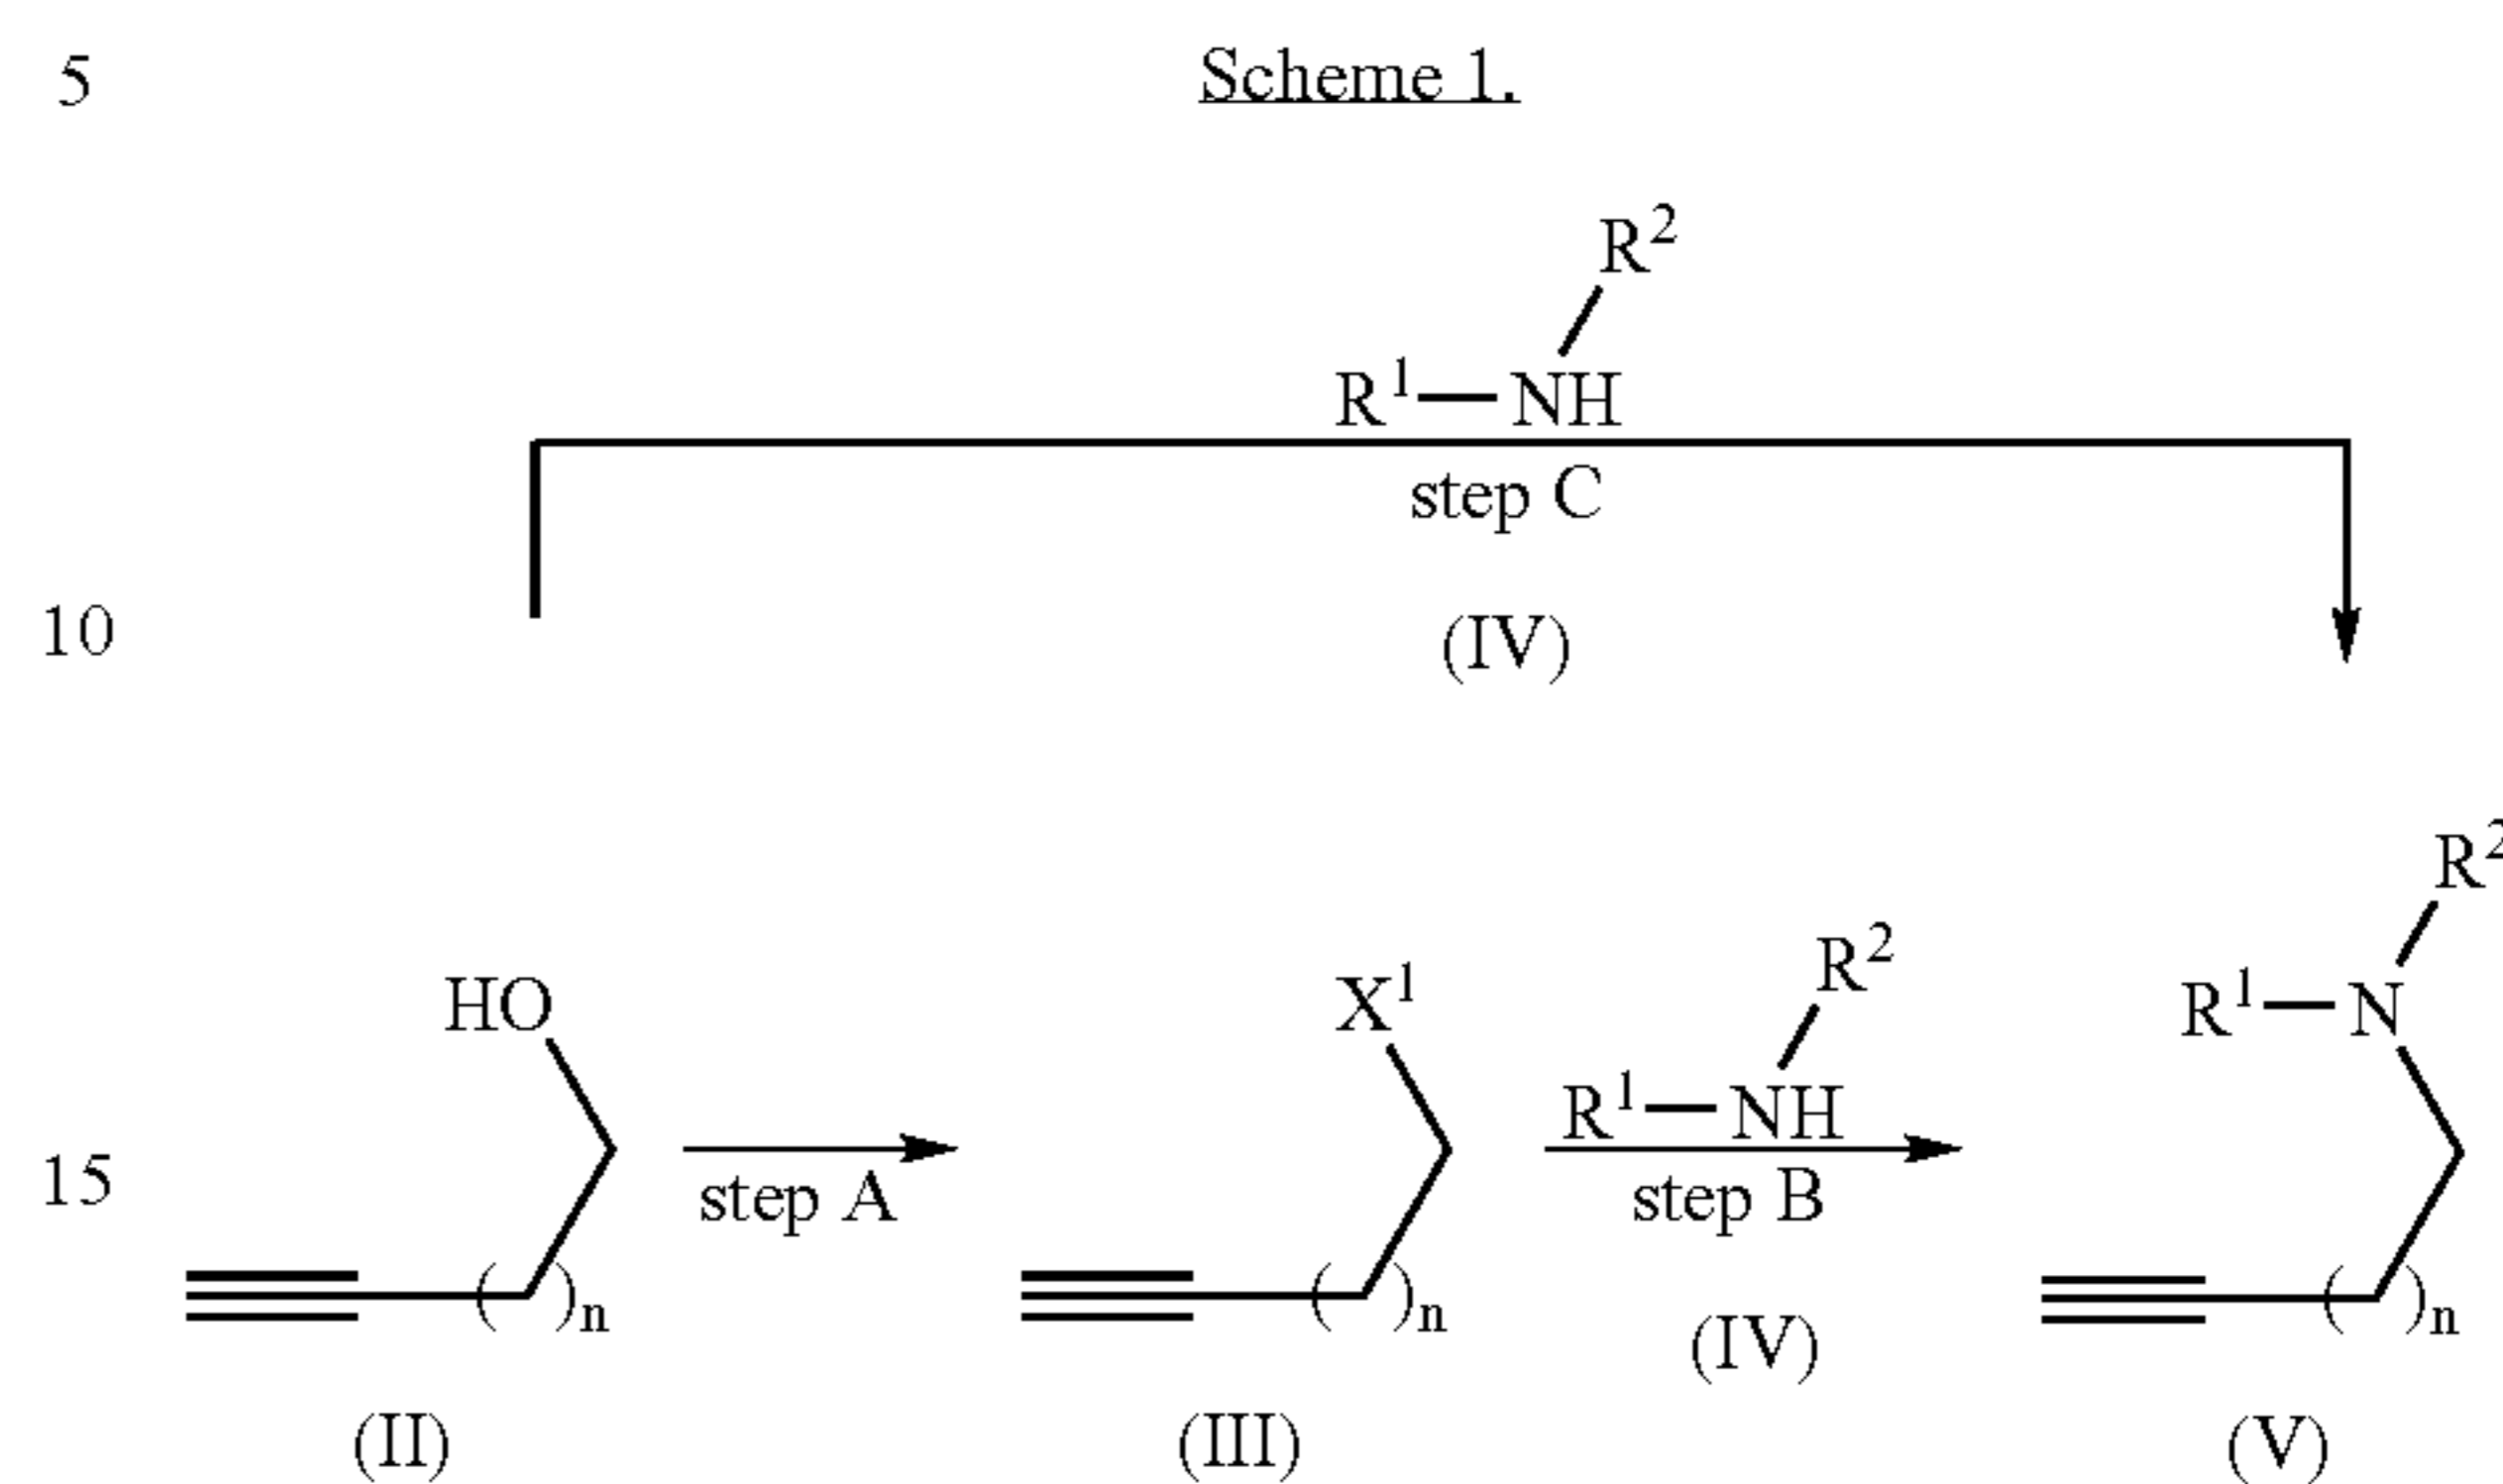 5 Scheme 1.
R²
R¹ NH
step C
10 (IV)
R²
HO X¹ R² R¹ N
R¹ NH
15 step A step B
n n (IV) n
(II) (III) (V)